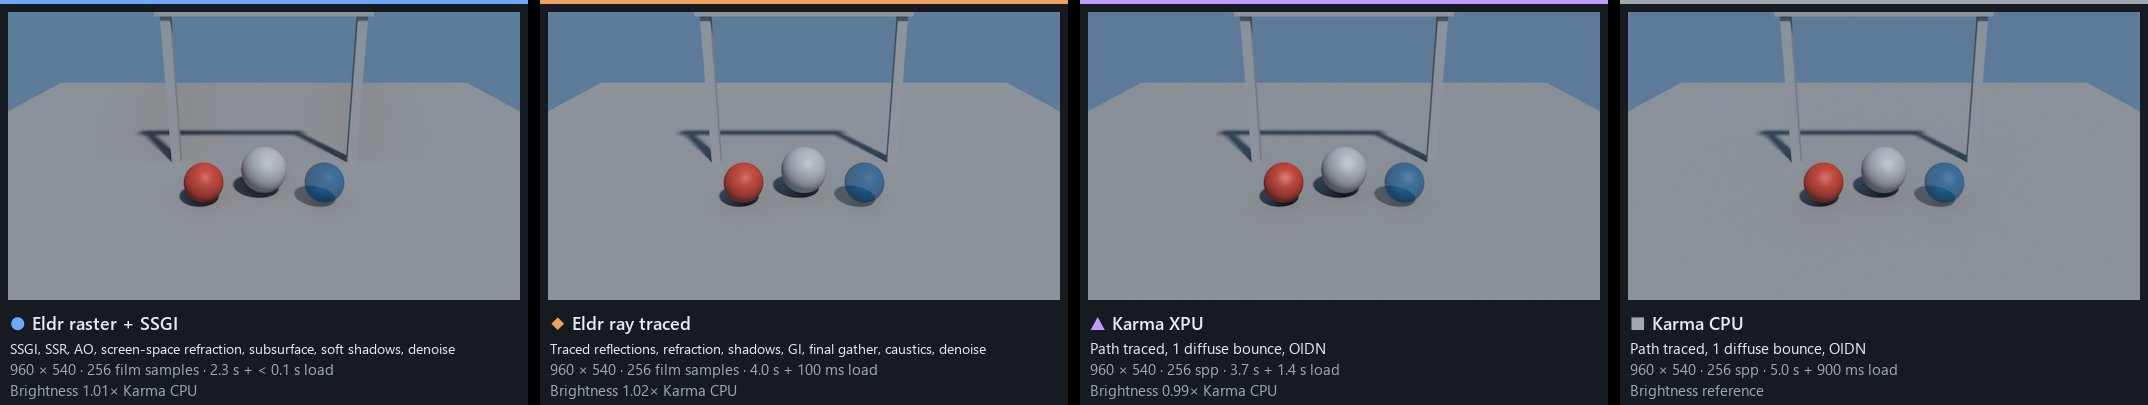 Eldr raster + SSGI
SSGI, SSR, AO, screen-space refraction, subsurface, soft shadows, denoise
960 × 540 · 256 film samples · 2.3 s + < 0.1 s load
Brightness 1.01× Karma CPU
Eldr ray traced
Traced reflections, refraction, shadows, GI, final gather, caustics, denoise
960 × 540 · 256 film samples · 4.0 s + 100 ms load
Brightness 1.02× Karma CPU
Karma XPU
Path traced, 1 diffuse bounce, OIDN
960 × 540 · 256 spp · 3.7 s + 1.4 s load
Brightness 0.99× Karma CPU
Karma CPU
Path traced, 1 diffuse bounce, OIDN
960 × 540 · 256 spp · 5.0 s + 900 ms load
Brightness reference